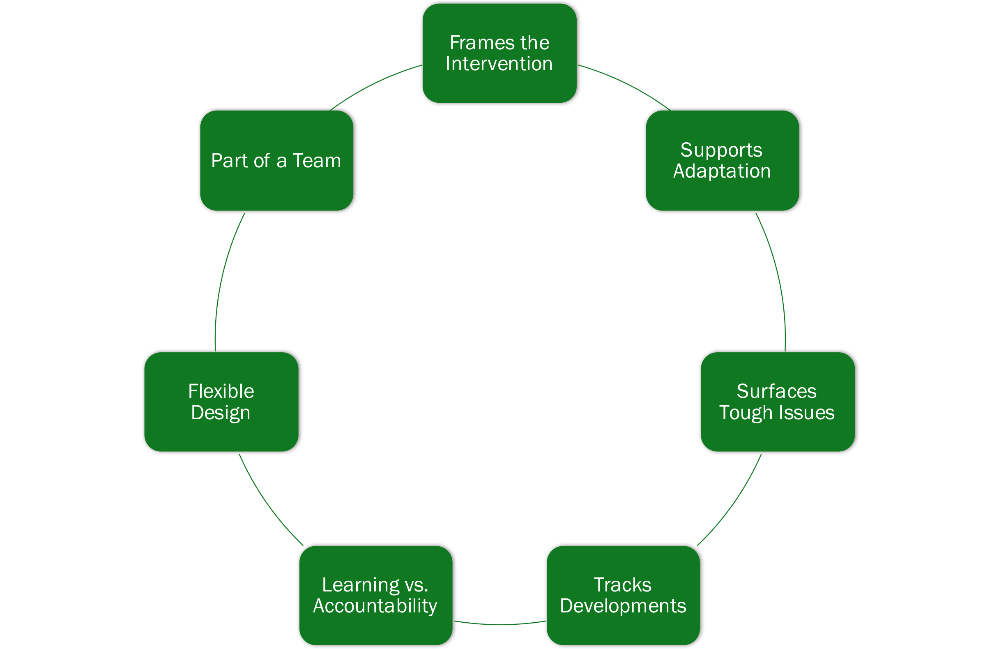 Frames the
Intervention
Supports
Adaptation
Surfaces
Tough Issues
Tracks
Developments
Learning vs.
Accountability
Flexible
Design
Part of a Team